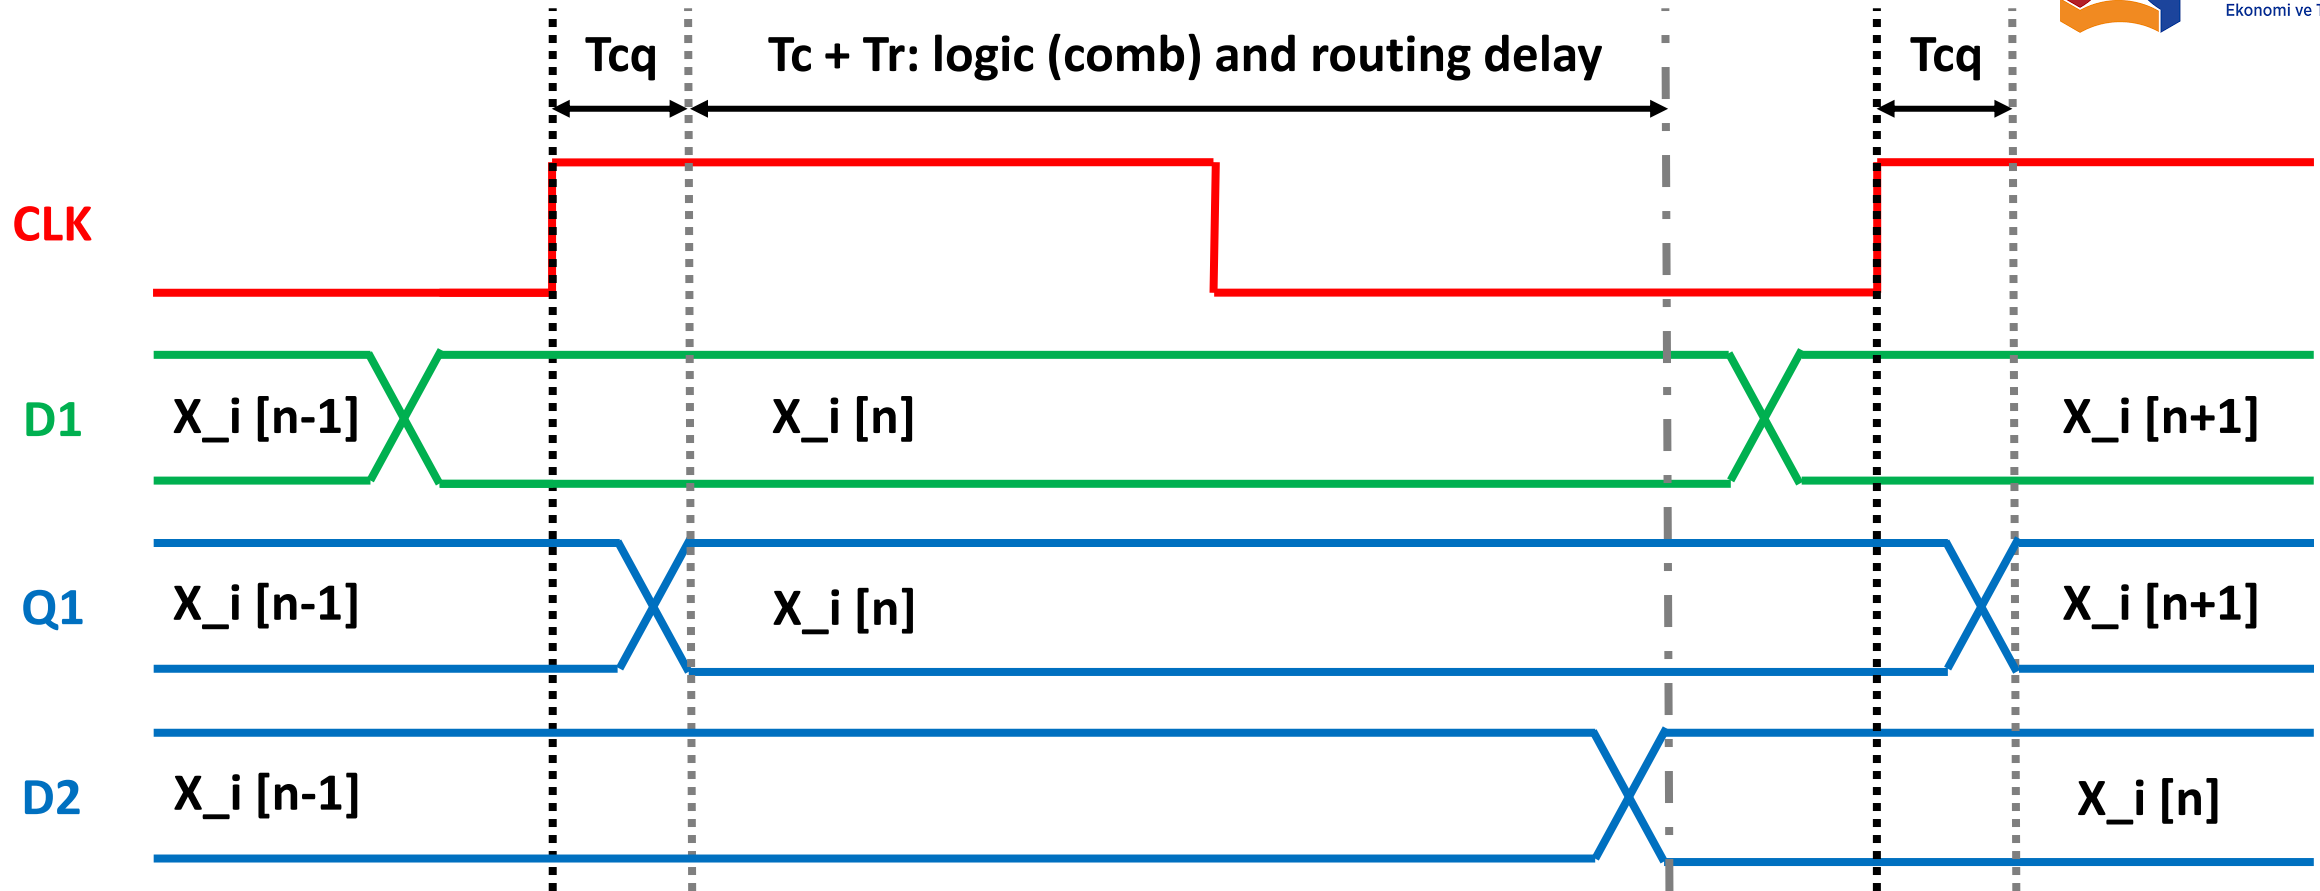 Ekonomi ve
Tcq
Tc + Tr: logic (comb) and routing delay
Tcq
CLK
D1
X_i [n-1]
X_i [n]
X_i [n+1]
Q1
X_i [n-1]
X_i [n]
X_i [n+1]
D2
X_i [n-1]
X_i [n]